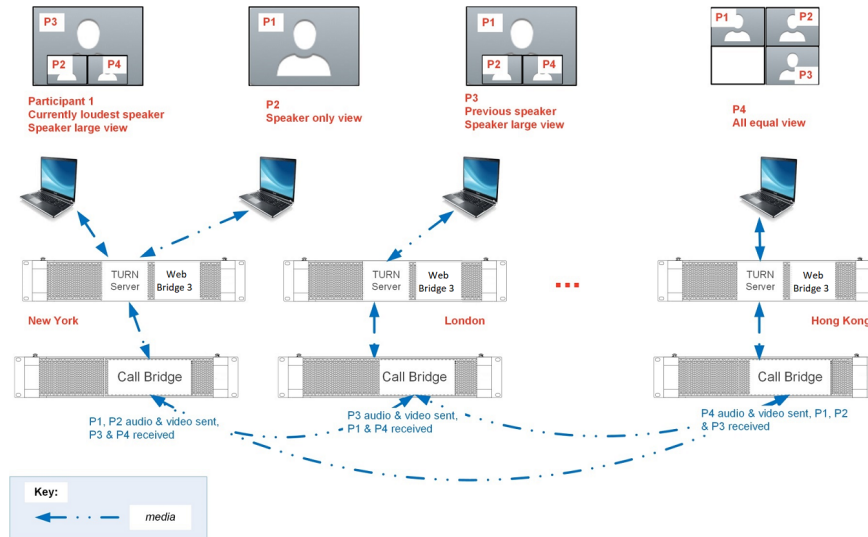 P3
P2
P4
Participant 1
Currently loudest speaker
Speaker large view
P1
P2
Speaker only view
P1
P2
P4
P3
Previous speaker
Speaker large view
P1
P2
P3
P4
All equal view
TURN
Server
Web
Bridge 3
TURN
Server
Web
Bridge 3
...
TURN
Server
Web
Bridge 3
New York
London
Hong Kong
Call Bridge
Call Bridge
Call Bridge
P1, P2 audio & video sent,
P3 & P4 received
P3 audio & video sent,
P1 & P4 received
P4 audio & video sent, P1, P2
& P3 received
Key:
media